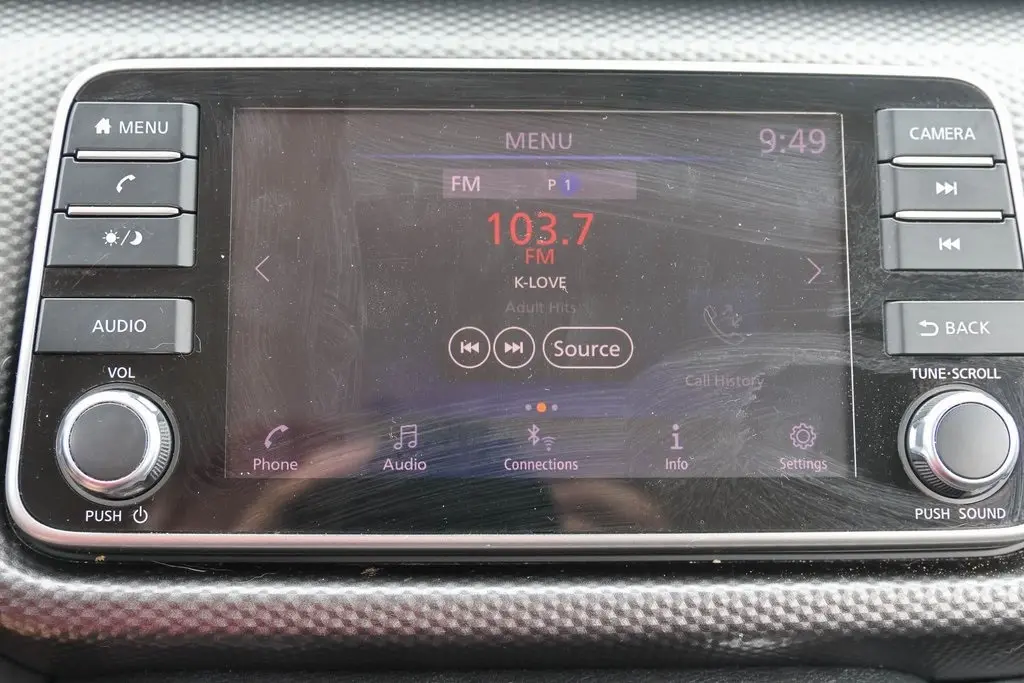 MENU
AUDIO
VOL
PUSH
MENU
9:49
FM P 1
103.7
FM
K-LOVE
Adult Hits
Source
Call History
Phone
Audio
Connections
Info
Settings
CAMERA
BACK
TUNE·SCROLL
PUSH SOUND